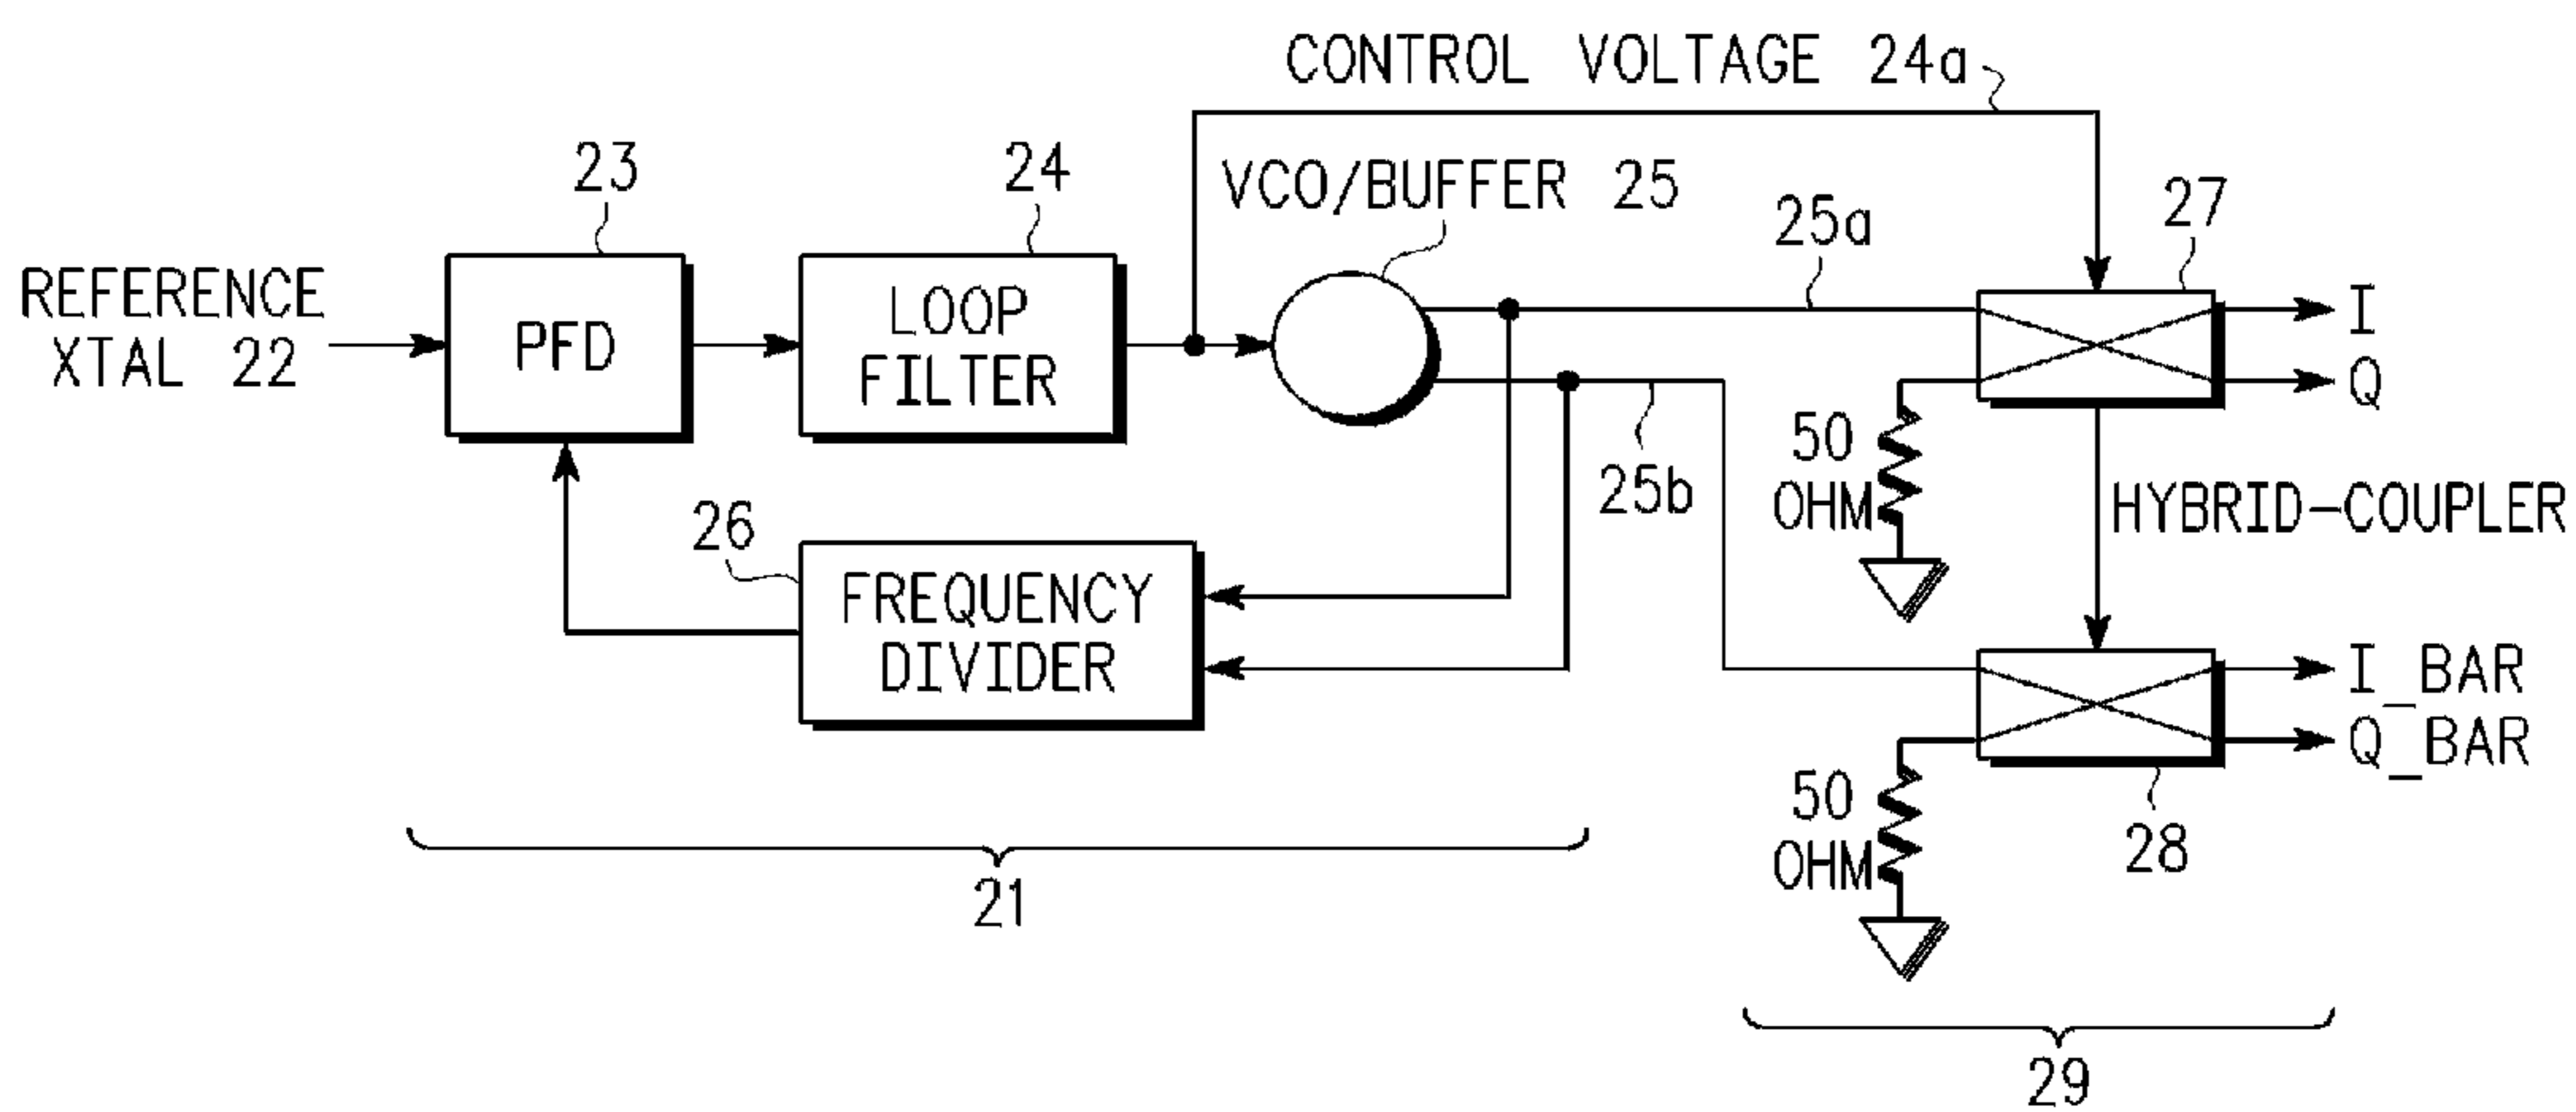 CONTROL VOLTAGE 24a
23
24
VCO/BUFFER 25
25a
27
REFERENCE
XTAL 22
PFD
LOOP
FILTER
I
Q
50
OHM
25b
HYBRID-COUPLER
26
FREQUENCY
DIVIDER
I_BAR
Q_BAR
50
OHM
28
21
29